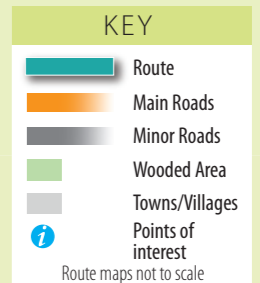 KEY
Route
Main Roads
Minor Roads
Wooded Area
Towns/Villages
i
Points of
interest
Route maps not to scale